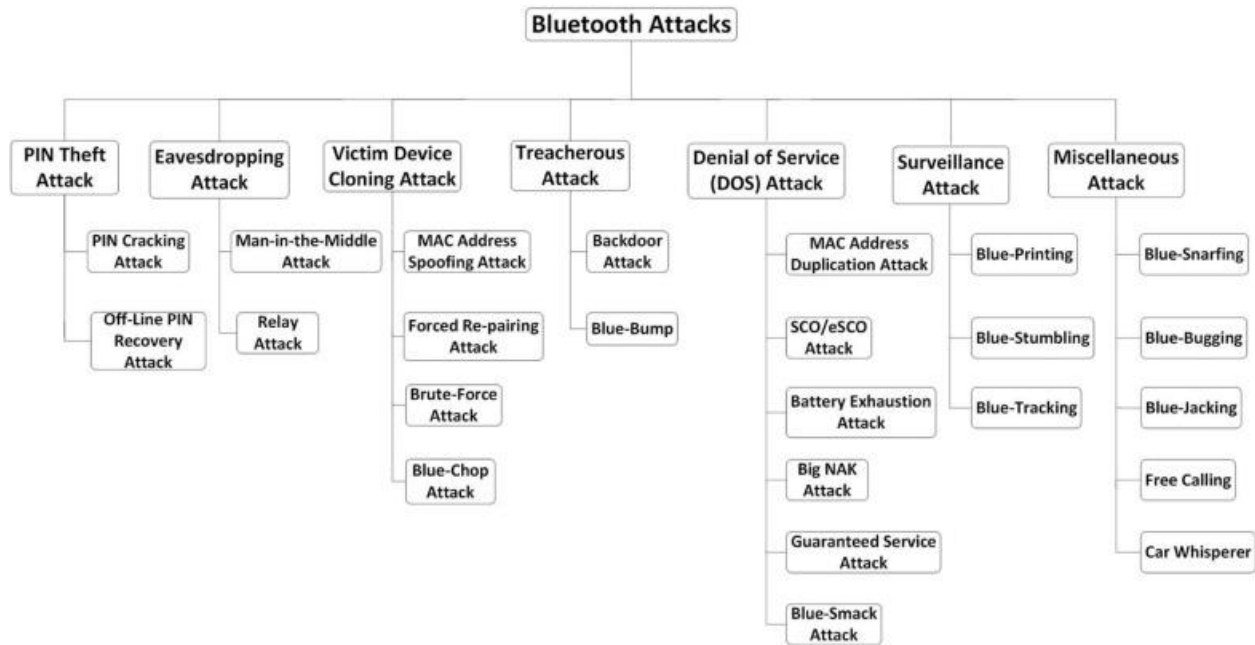 Bluetooth Attacks
PIN Theft
Attack
Eavesdropping
Attack
Victim Device
Cloning Attack
Treacherous
Attack
Denial of Service
(DOS) Attack
Surveillance
Attack
Miscellaneous
Attack
PIN Cracking
Attack
Off-Line PIN
Recovery
Attack
Man-in-the-Middle
Attack
Relay
Attack
MAC Address
Spoofing Attack
Forced Re-pairing
Attack
Brute-Force
Attack
Blue-Chop
Attack
Backdoor
Attack
Blue-Bump
MAC Address
Duplication Attack
SCO/eSCO
Attack
Battery Exhaustion
Attack
Big NAK
Attack
Guaranteed Service
Attack
Blue-Smack
Attack
Blue-Printing
Blue-Stumbling
Blue-Tracking
Blue-Snarfing
Blue-Bugging
Blue-Jacking
Free Calling
Car Whisperer